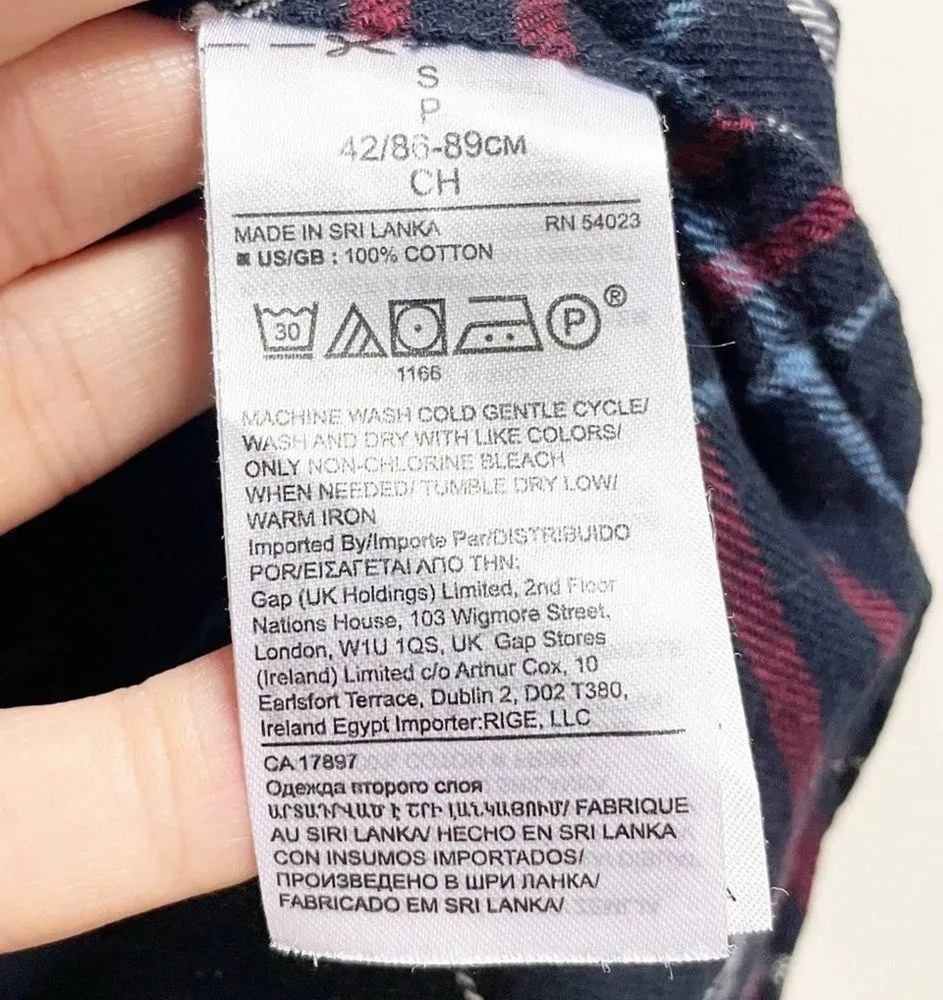 S
P
42/86-89CM
CH
MADE IN SRI LANKA RN 54023
US/GB : 100% COTTON
30 P ®
1166
MACHINE WASH COLD GENTLE CYCLE/
WASH AND DRY WITH LIKE COLORS/
ONLY NON-CHLORINE BLEACH
WHEN NEEDED/ TUMBLE DRY LOW/
WARM IRON
Imported By/Importe Par/DISTRIBUIDO
POR/ΕΙΣΑΓΕΤΑΙ ΑΠΟ ΤΗΝ:
Gap (UK Holdings) Limited, 2nd Floor
Nations House, 103 Wigmore Street,
London, W1U 1QS, UK Gap Stores
(Ireland) Limited c/o Arthur Cox, 10
Earlsfort Terrace, Dublin 2, D02 T380,
Ireland Egypt Importer:RIGE, LLC
CA 17897
Одежда второго слоя
ԱՐՏԱԴՐՎԱԾ Է ՇՐԻ ԼԱՆԿԱՅՈՒՄ/ FABRIQUE
AU SIRI LANKA/ HECHO EN SRI LANKA
CON INSUMOS IMPORTADOS/
ПРОИЗВЕДЕНО В ШРИ ЛАНКА/
FABRICADO EM SRI LANKA/